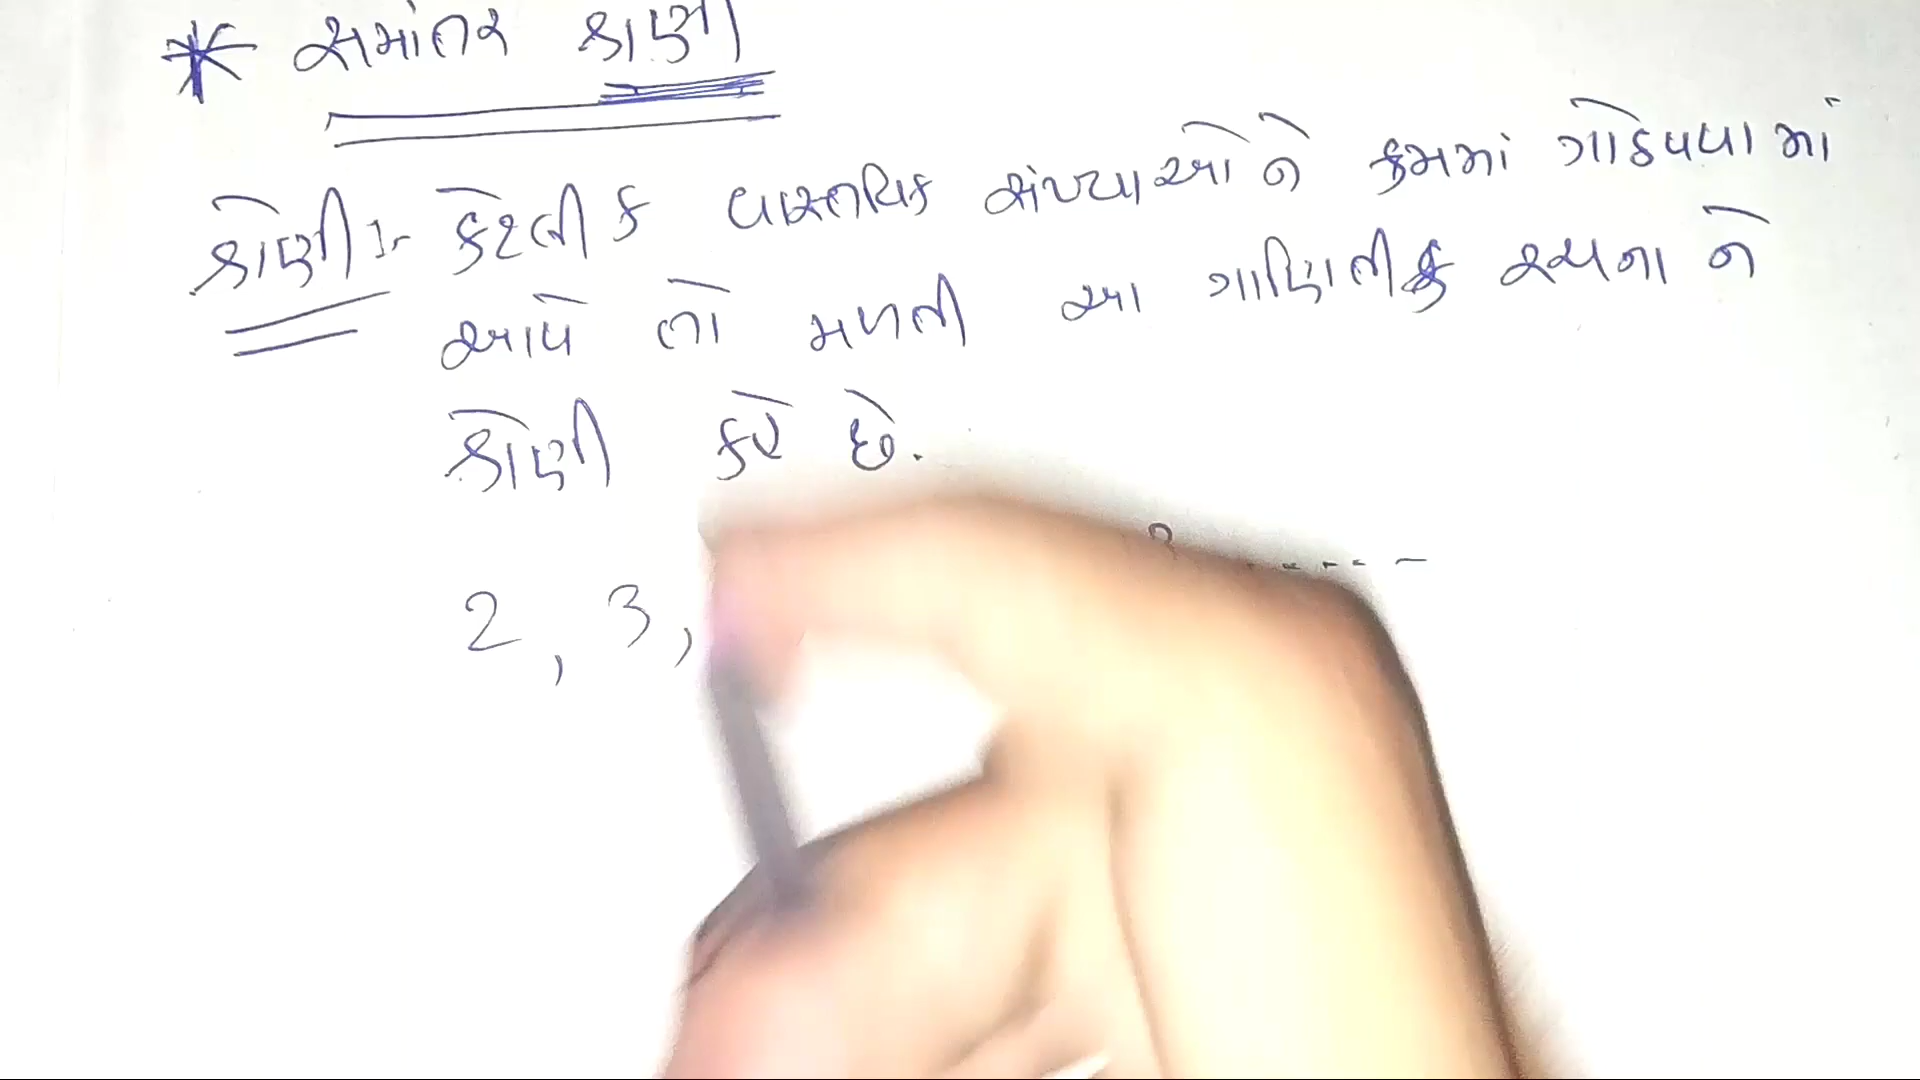 * સમાંતર શ્રેણી
શ્રેણી :- કેટલીક વાસ્તવિક સંખ્યાઓને ક્રમમાં ગોઠવવામાં
આવે તો મળતી આ ગાણિતીક રચના ને
શ્રેણી કહે છે.
2, 3,